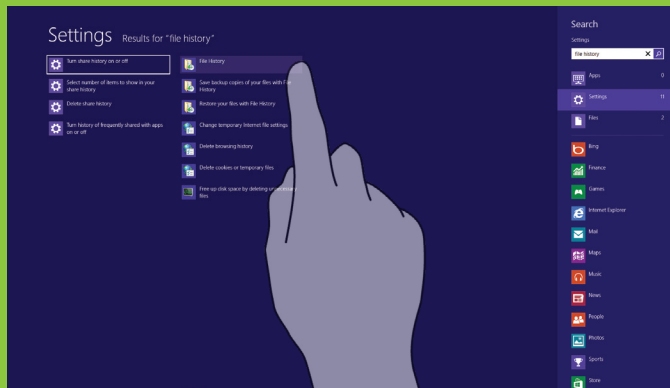 Settings Results for "file history"
Turn share history on or off
Select number of items to show in your
share history
Delete share history
Turn history of frequently shared with apps
on or off
File History
Save backup copies of your files with File
History
Restore your files with File History
Change temporary Internet file settings
Delete browsing history
Delete cookies or temporary files
Free up disk space by deleting unnecessary
files
Search
Settings
file history
Apps 0
Settings 11
Files 2
Bing
Finance
Games
Internet Explorer
Mail
Maps
Music
News
People
Photos
Sports
Store